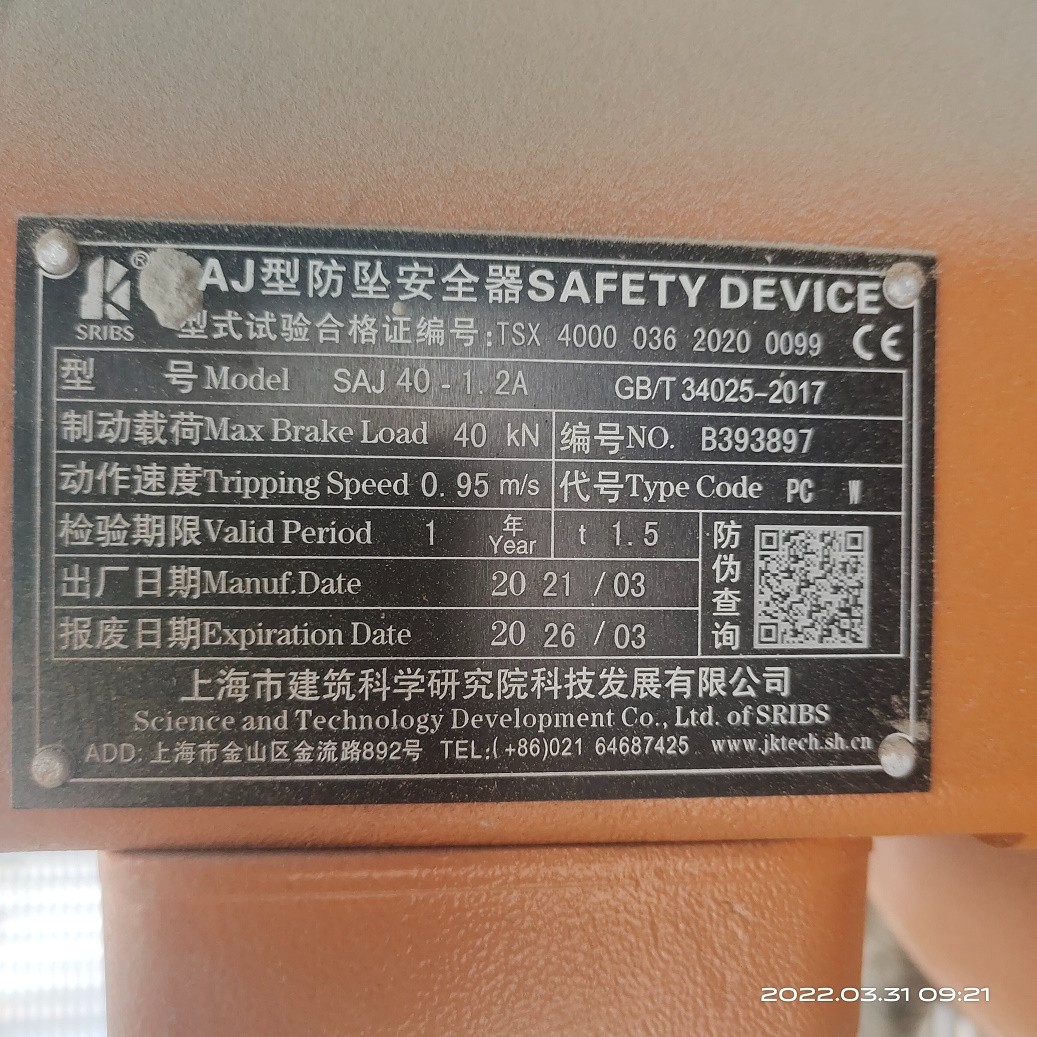 ® AJ型防坠安全器SAFETY DEVICE
SRIBS
型式试验合格证编号:TSX 4000 036 2020 0099 CE
型 号Model SAJ 40-1.2A GB/T 34025-2017
制动载荷Max Brake Load 40 kN 编号NO. B393897
动作速度Tripping Speed 0.95 m/s 代号Type Code PC W
检验期限Valid Period 1 年 Year t 1.5
出厂日期Manuf.Date 20 21 /03
报废日期Expiration Date 20 26 /03
防伪查询
上海市建筑科学研究院科技发展有限公司
Science and Technology Development Co., Ltd. of SRIBS
ADD: 上海市金山区金流路892号 TEL:(+86)021 64687425 www.jktech.sh.cn
2022.03.31 09:21